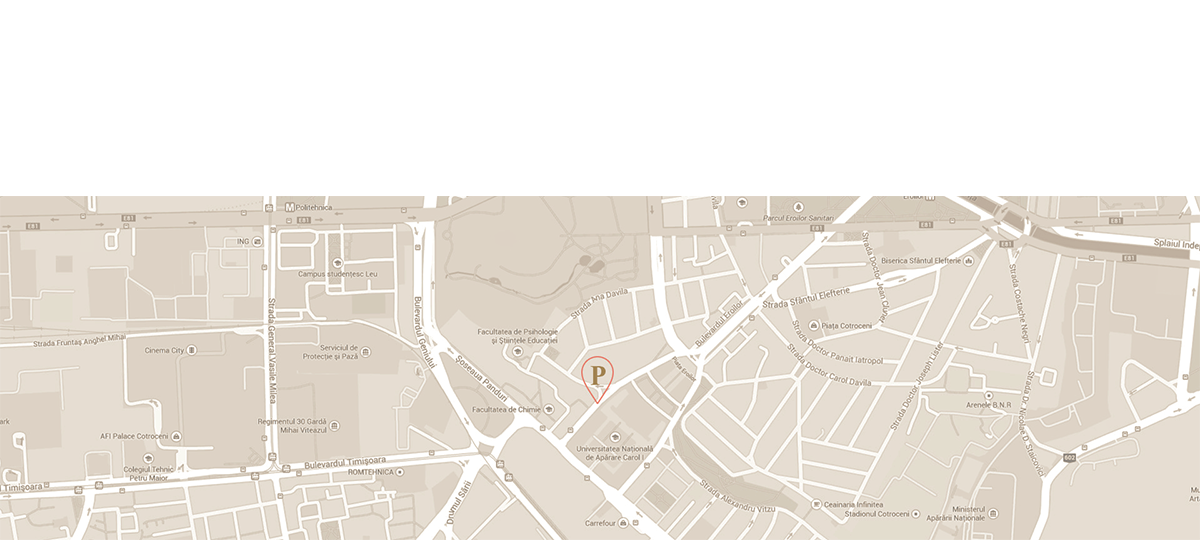 Politehnica
E81
E81
E81
ING
Campus studențesc Leu
Strada Fruntaș Anghel Mihai
Cinema City
Strada General Vasile Milea
Serviciul de
Protecție și Pază
Bulevardul Geniului
Șoseaua Panduri
Regimentul 30 Gardă
Mihai Viteazul
AFI Palace Cotroceni
Colegiul Tehnic
Petru Maior
Bulevardul Timișoara
ROMTEHNICA
Timișoara
Drumul Sării
Facultatea de Psihologie
și Științele Educatiei
Facultatea de Chimie
P
Strada Ana Davila
Universitatea Națională
de Apărare Carol I
Carrefour
Parcul Eroilor Sanitari
Eroilor
E81
E81
E81
E81
E81
Bulevardul Eroilor
Piața Eroilor
Strada Sfântul Elefterie
Biserica Sfântul Elefterie
Strada Doctor Jean Clunet
Piața Cotroceni
Strada Doctor Panait Iatropol
Strada Doctor Carol Davila
Strada Doctor Joseph Lister
Strada Costache Negri
Strada Dr. Nicolae D. Staicovici
Arenele B.N.R
602
Strada Alexandru Vitzu
Ceainaria Infinitea
Stadionul Cotroceni
Ministerul
Apărării Naționale
Splaiul